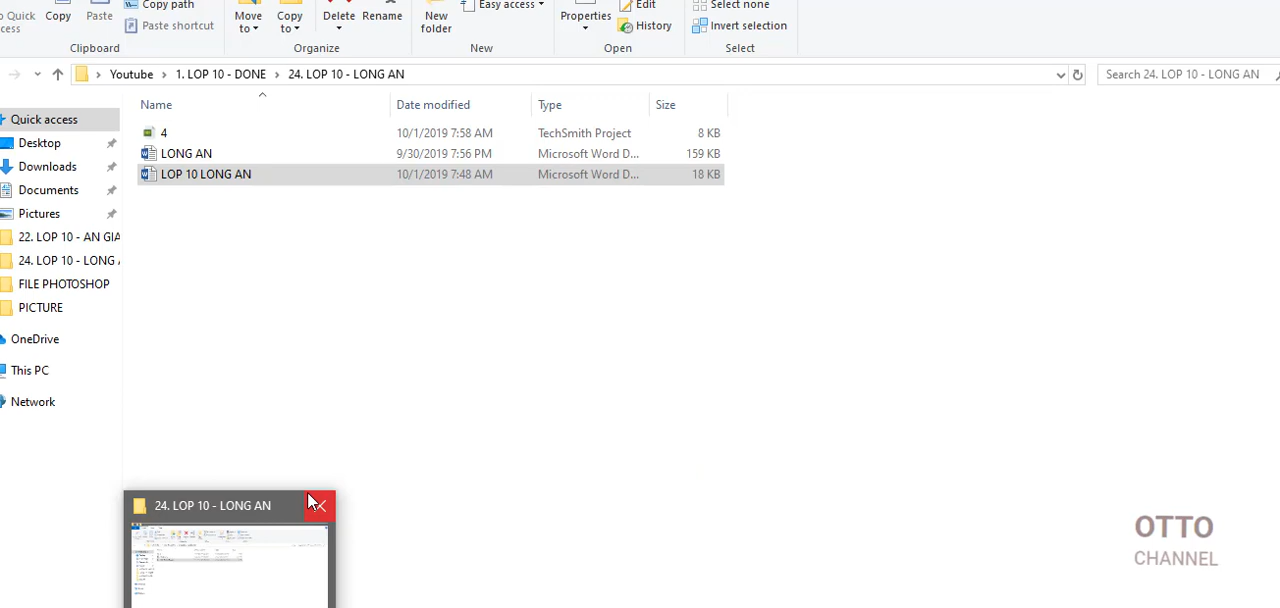 Copy path
Select none
Easy access
Edit
Quick
Copy
Paste
Move
Copy
Delete
Rename
New
Properties
cess
Paste shortcut
to
to
folder
History
Invert selection
Clipboard
Organize
New
Open
Select
Youtube
1. LOP 10 - DONE
24. LOP 10 - LONG AN
Search 24. LOP 10 - LONG AN
Name
Date modified
Type
Size
Quick access
4
10/1/2019 7:58 AM
TechSmith Project
8 KB
Desktop
LONG AN
9/30/2019 7:56 PM
Microsoft Word D...
159 KB
Downloads
LOP 10 LONG AN
10/1/2019 7:48 AM
Microsoft Word D...
18 KB
Documents
Pictures
22. LOP 10 - AN GIA
24. LOP 10 - LONG A
FILE PHOTOSHOP
PICTURE
OneDrive
This PC
Network
24. LOP 10 - LONG AN
OTTO
CHANNEL